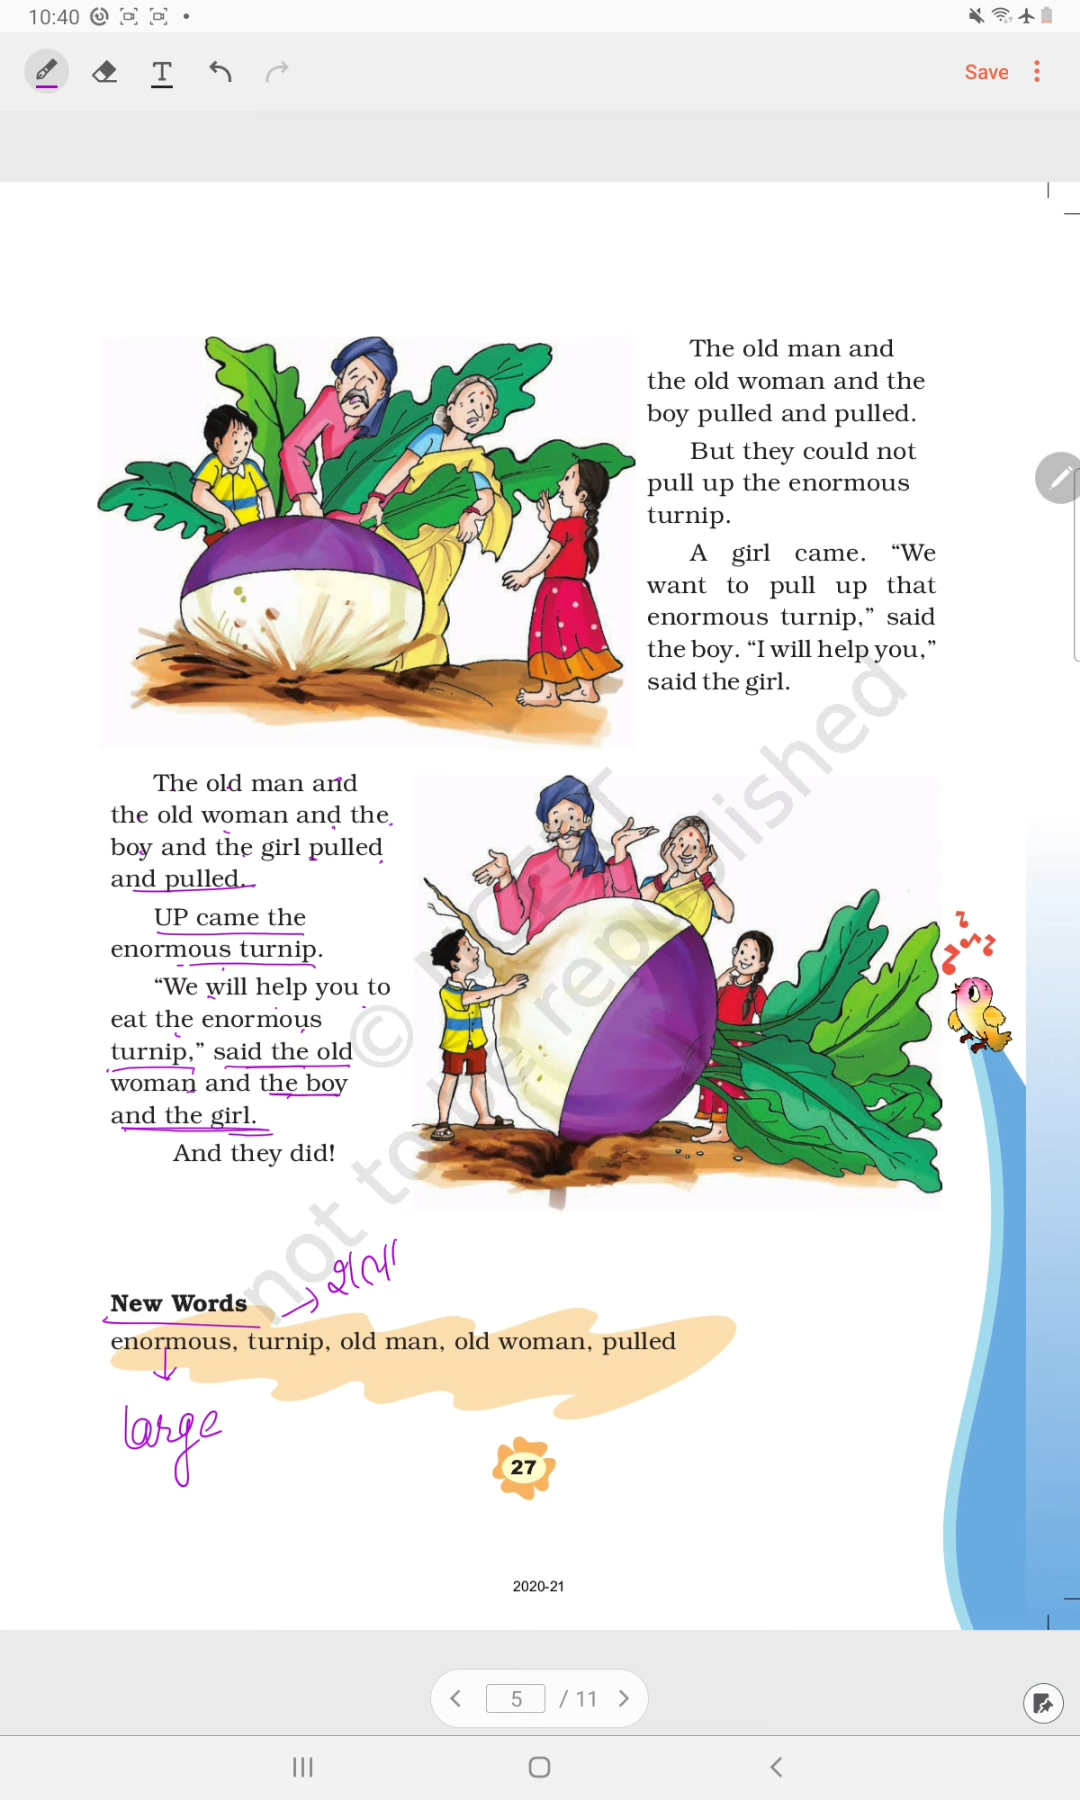 10:40
Save
The old man and
the old woman and the
boy pulled and pulled.
But they could not
pull up the enormous
turnip.
A girl came. “We
want to pull up that
enormous turnip,” said
the boy. “I will help you,”
said the girl.
The old man and
the old woman and the
boy and the girl pulled
and pulled.
UP came the
enormous turnip.
“We will help you to
eat the enormous
turnip,” said the old
woman and the boy
and the girl.
And they did!
© NCERT
not to be republished
New Words
enormous, turnip, old man, old woman, pulled
large
27
2020-21
5 / 11